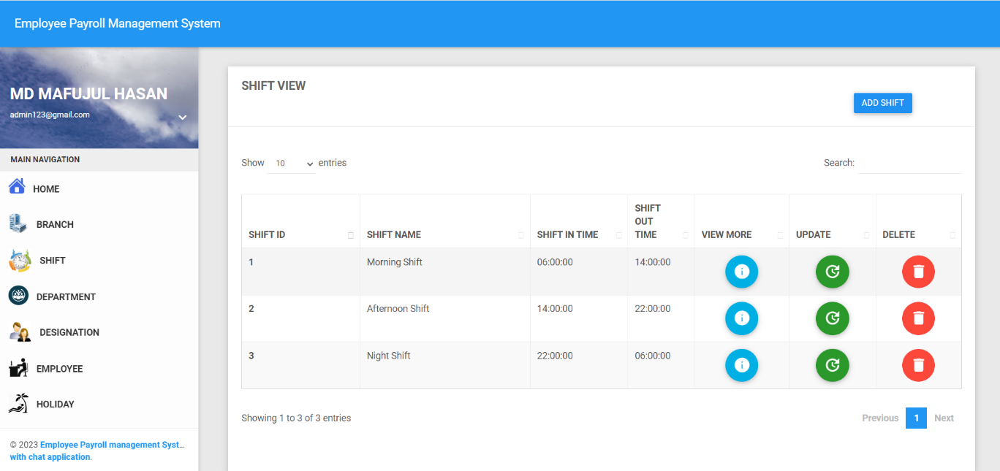 Employee Payroll Management System
MD MAFUJUL HASAN
admin123@gmail.com
MAIN NAVIGATION
HOME
BRANCH
SHIFT
DEPARTMENT
DESIGNATION
EMPLOYEE
HOLIDAY
© 2023 Employee Payroll management Syst...
with chat application.
SHIFT VIEW
ADD SHIFT
Show 10 entries
Search:
SHIFT ID SHIFT NAME SHIFT IN TIME SHIFT OUT TIME VIEW MORE UPDATE DELETE
1 Morning Shift 06:00:00 14:00:00
2 Afternoon Shift 14:00:00 22:00:00
3 Night Shift 22:00:00 06:00:00
Showing 1 to 3 of 3 entries
Previous 1 Next